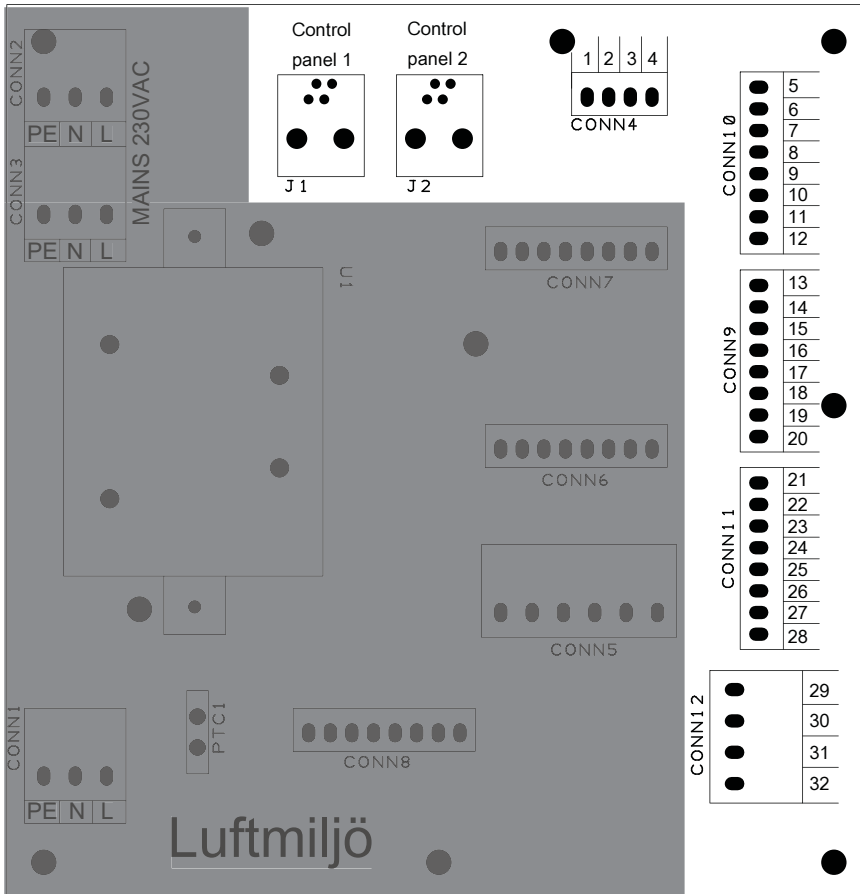 Control panel 1
Control panel 2
1 2 3 4
CONN4
J1
J2
CONN2
PE N L
CONN3
PE N L
MAINS 230VAC
U1
CONN7
CONN6
CONN5
CONN10
5
6
7
8
9
10
11
12
CONN9
13
14
15
16
17
18
19
20
CONN11
21
22
23
24
25
26
27
28
CONN12
29
30
31
32
CONN1
PE N L
PTC1
CONN8
Luftmiljö